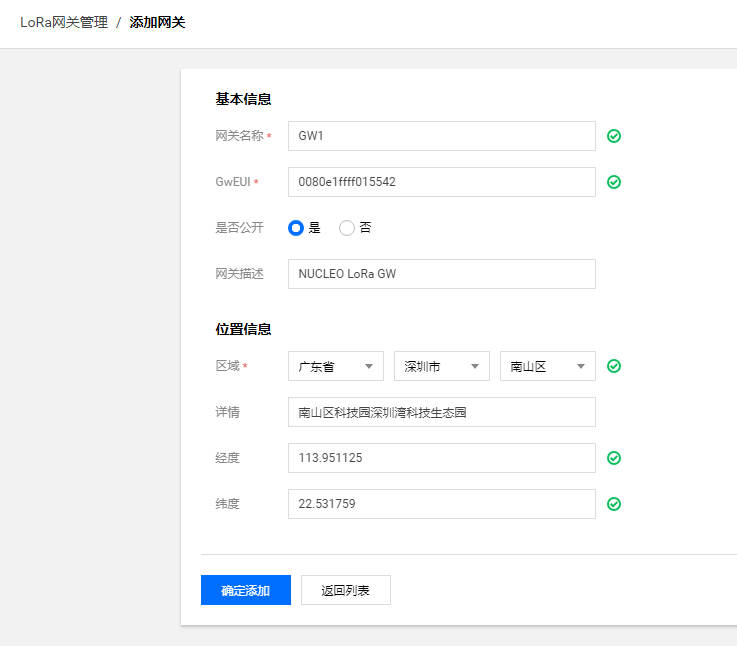 LoRa网关管理 / 添加网关
基本信息
网关名称 * GW1
GwEUI * 0080e1ffff015542
是否公开 是 否
网关描述 NUCLEO LoRa GW
位置信息
区域 * 广东省 深圳市 南山区
详情 南山区科技园深圳湾科技生态园
经度 113.951125
纬度 22.531759
确定添加 返回列表